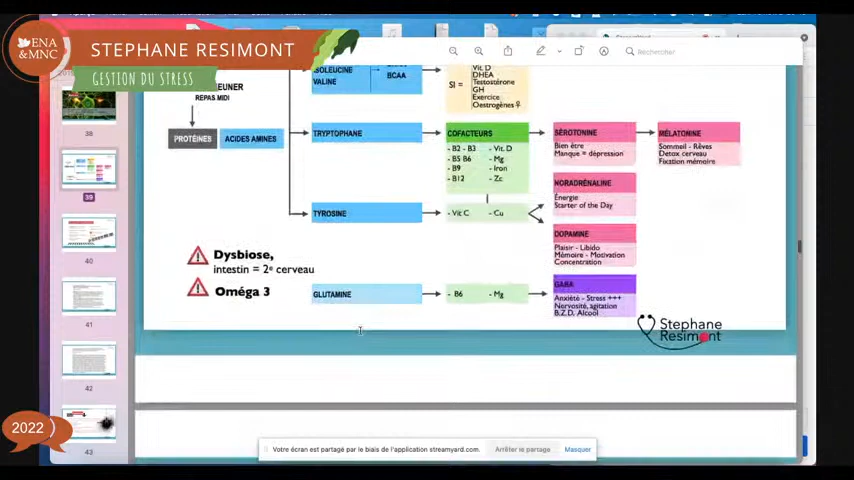 ENA
&MNC
STEPHANE RESIMONT
GESTION DU STRESS
Rechercher
ISOLEUCINE
VALINE
BCAA
SI =
Vit. D
DHEA
Testostérone
GH
Exercice
Oestrogènes
REPAS MIDI
PROTÉINES
ACIDES AMINES
TRYPTOPHANE
COFACTEURS
- B2 - B3 - Vit. D
- B5 B6 - Mg
- B9 - Iron
- B12 - Zc
SÉROTONINE
Bien être
Manque = dépression
MÉLATONINE
Sommeil - Rêves
Detox cerveau
Fixation mémoire
NORADRÉNALINE
Énergie
Starter of the Day
TYROSINE
- Vit C - Cu
DOPAMINE
Plaisir - Libido
Mémoire - Motivation
Concentration
Dysbiose,
intestin = 2e cerveau
Oméga 3
GLUTAMINE
- B6 - Mg
GABA
Anxiété - Stress +++
Nervosité, agitation
B.Z.D. Alcool
Stephane
Resimont
38
39
40
41
42
43
2022
Votre écran est partagé par le biais de l'application streamyard.com.
Arrêter le partage
Masquer